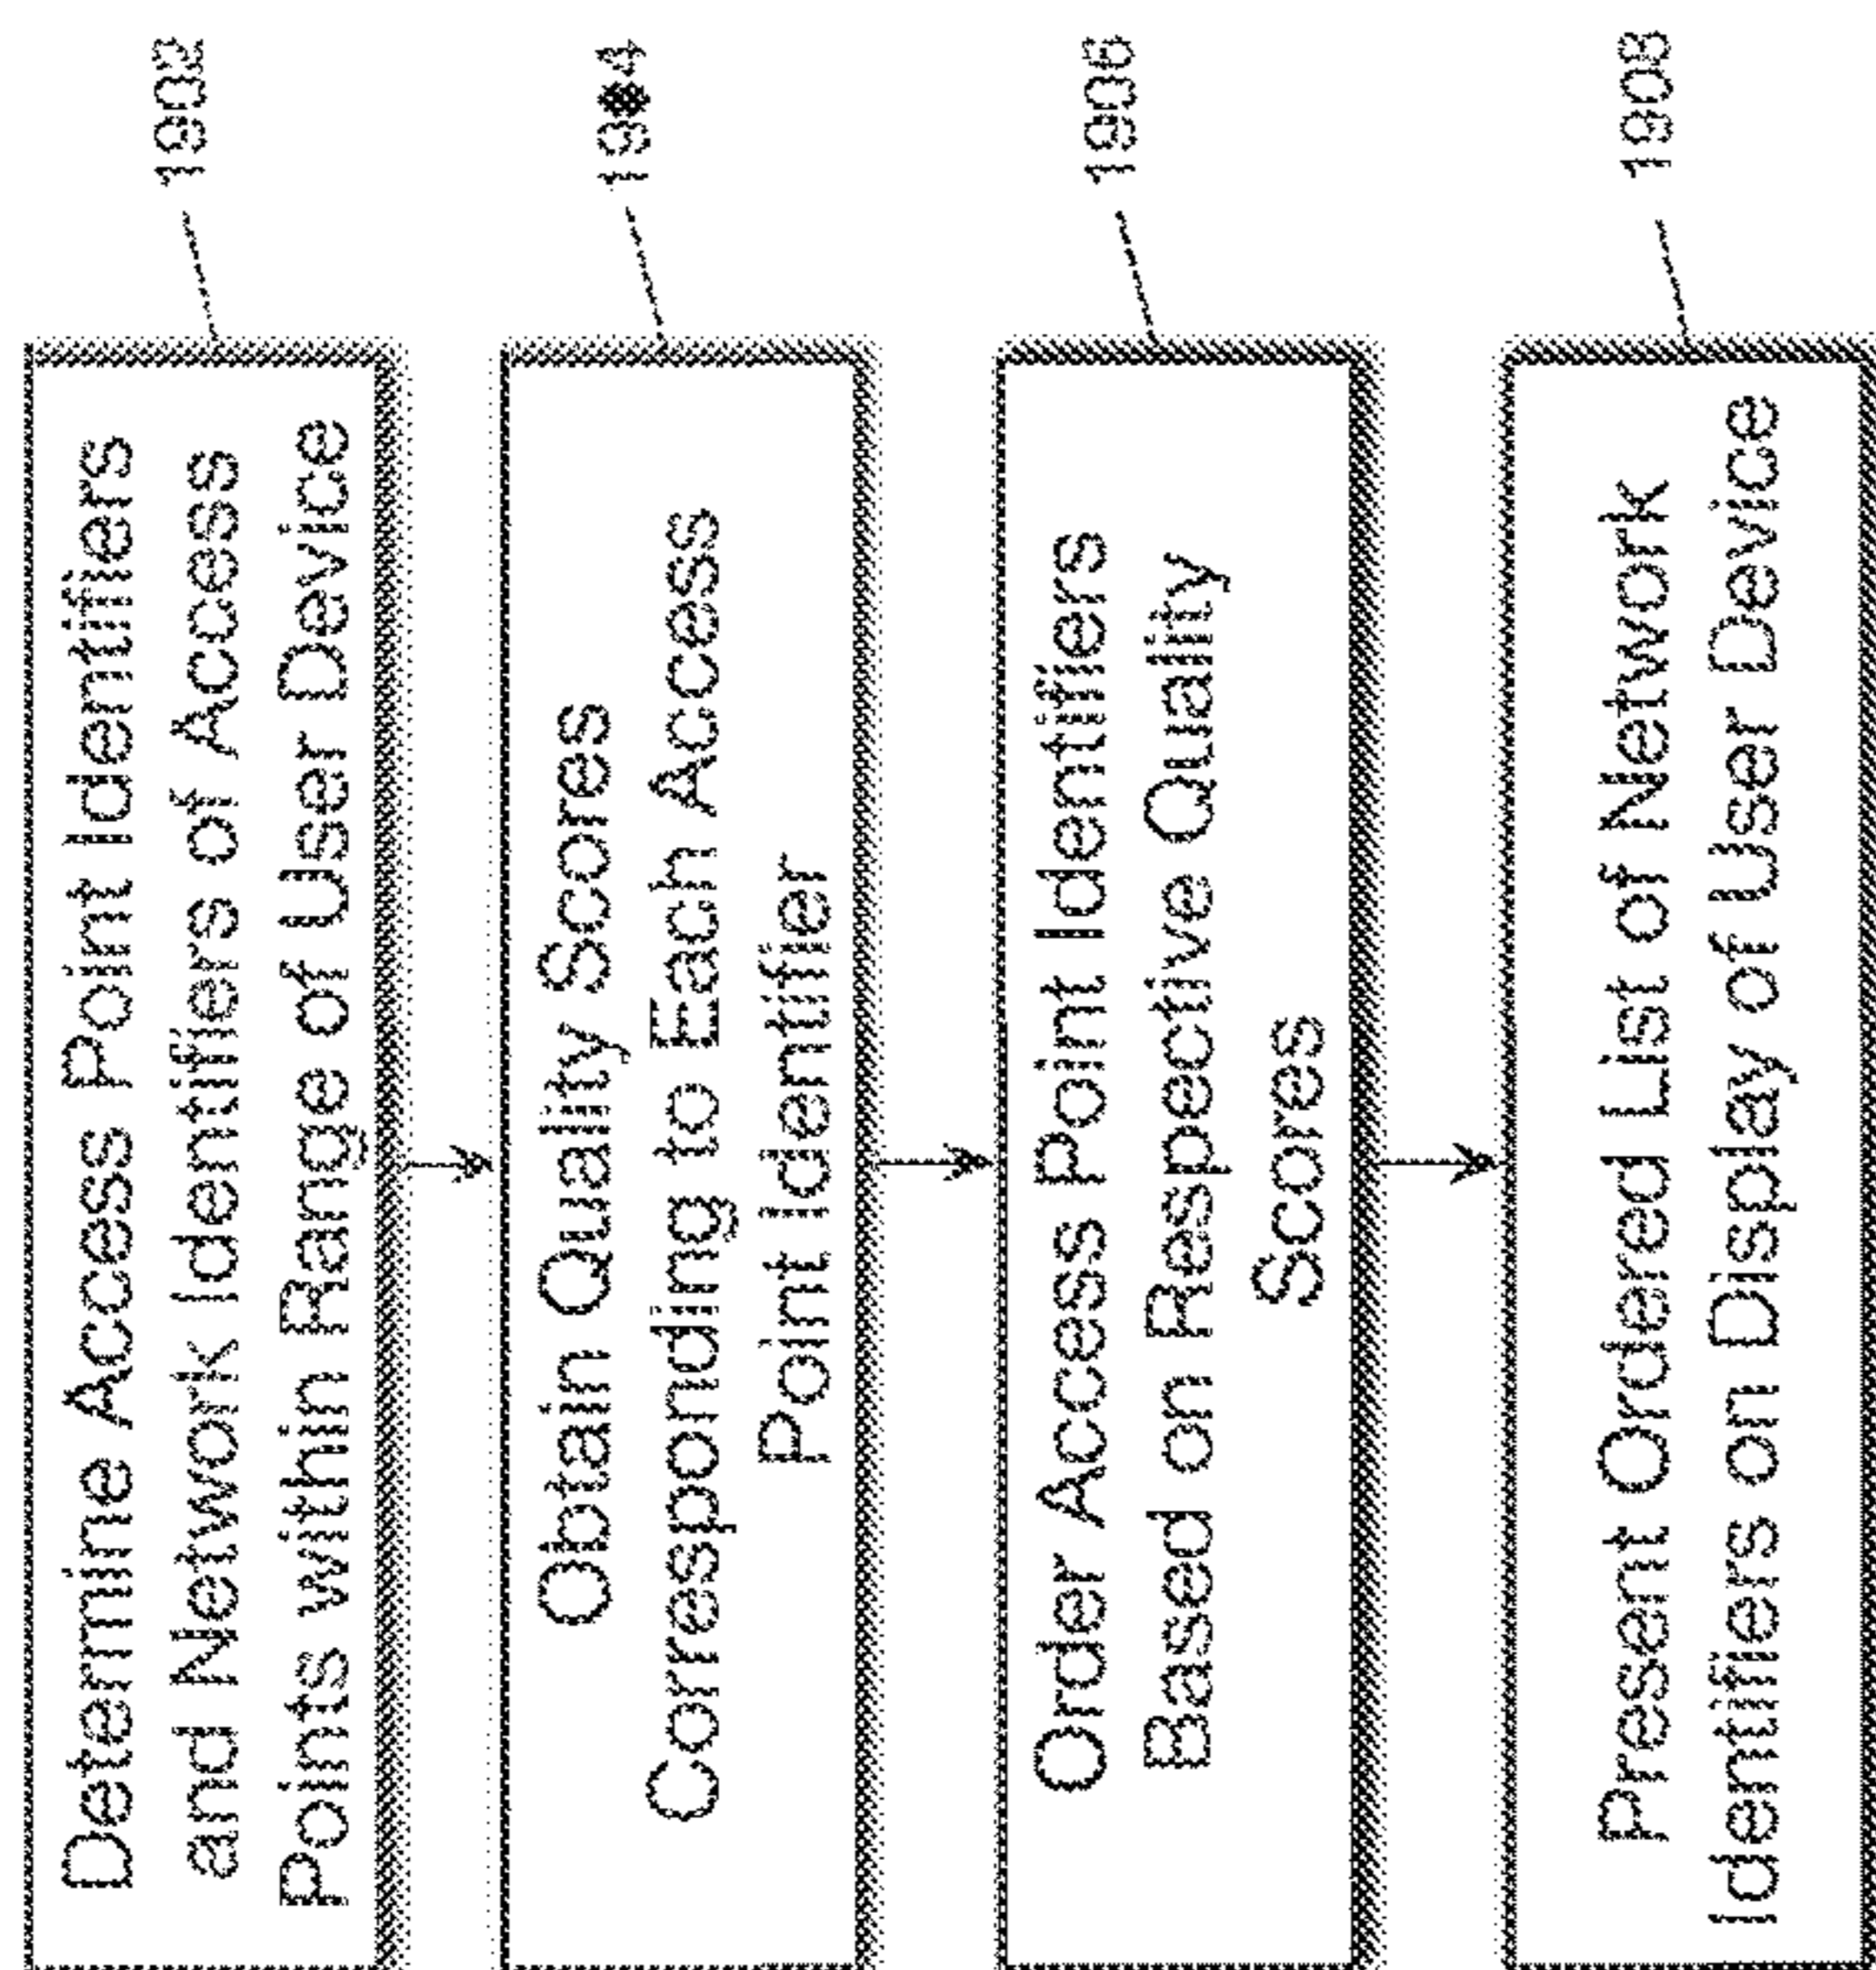 Determine Access Point Identifiers
and Network Identifiers of Access
Points within Range of User Device
1902
Obtain Quality Scores
Corresponding to Each Access
Point Identifier
Order Access Point Identifiers
Based on Respective Quality
Scores
1906
Present Ordered List of Network
Identifiers on Display of User Device
1908